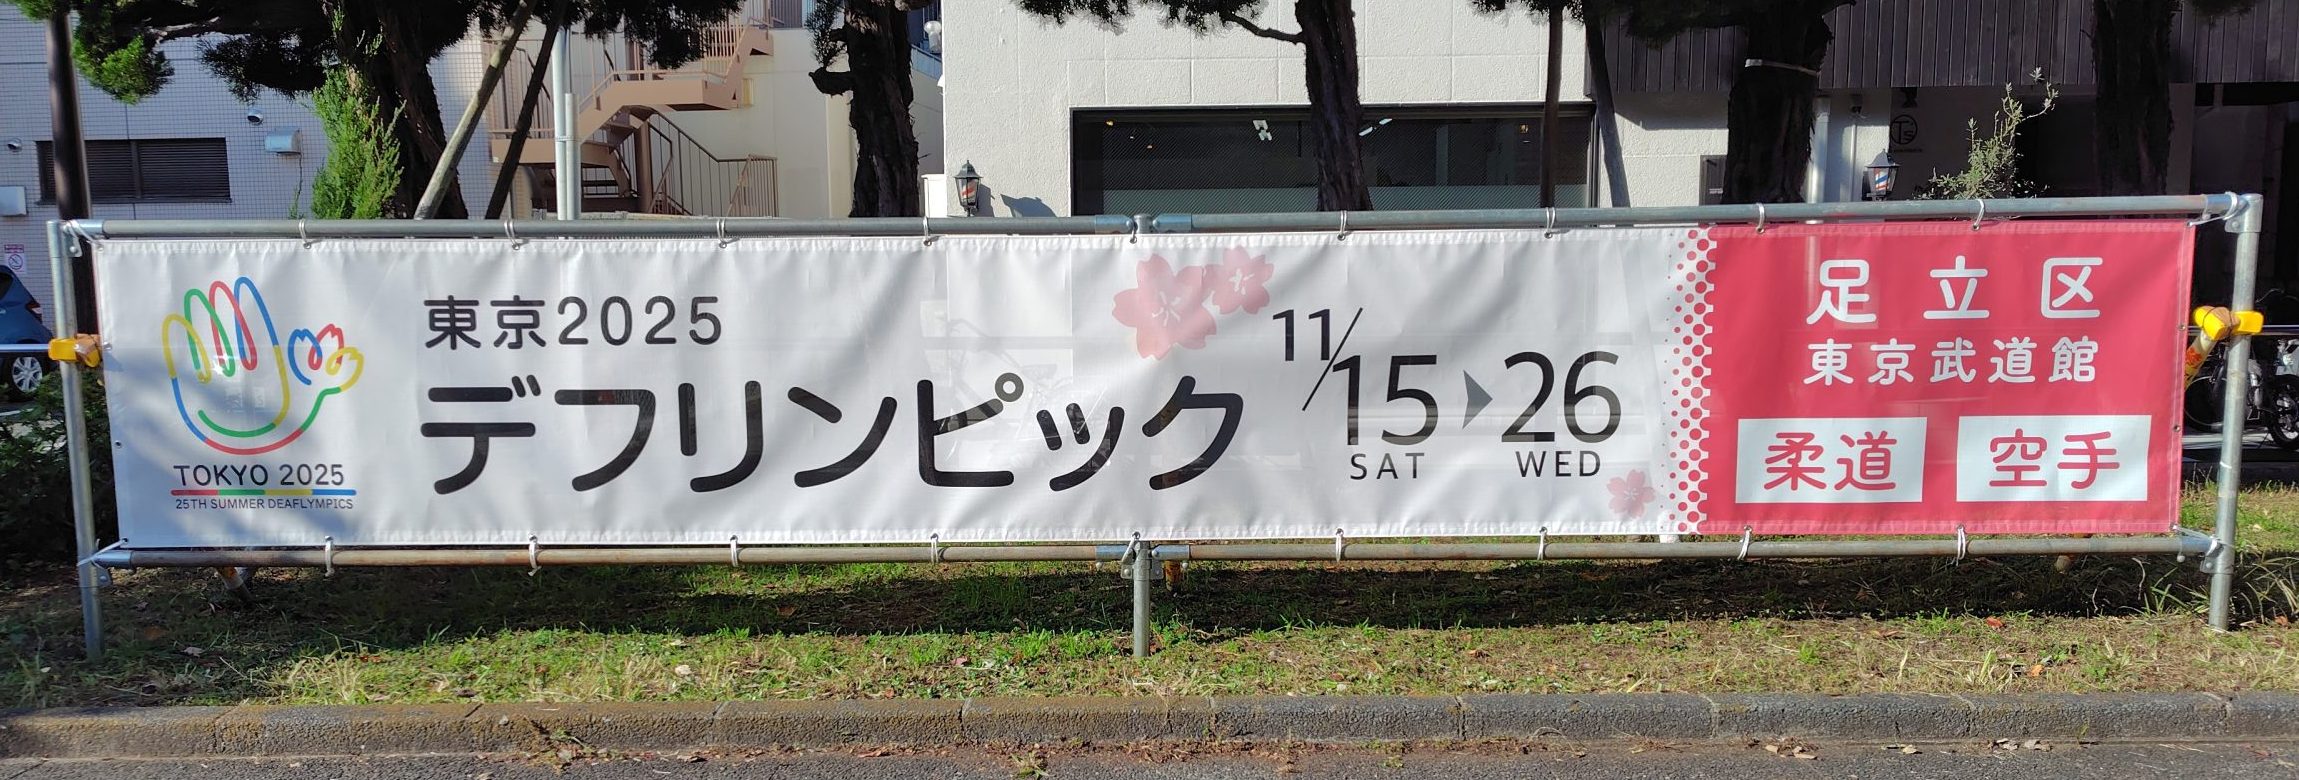 TOKYO 2025
25TH SUMMER DEAFLYMPICS
東京2025
デフリンピック
11/15 ▶ 26
SAT WED
足立区
東京武道館
柔道 空手